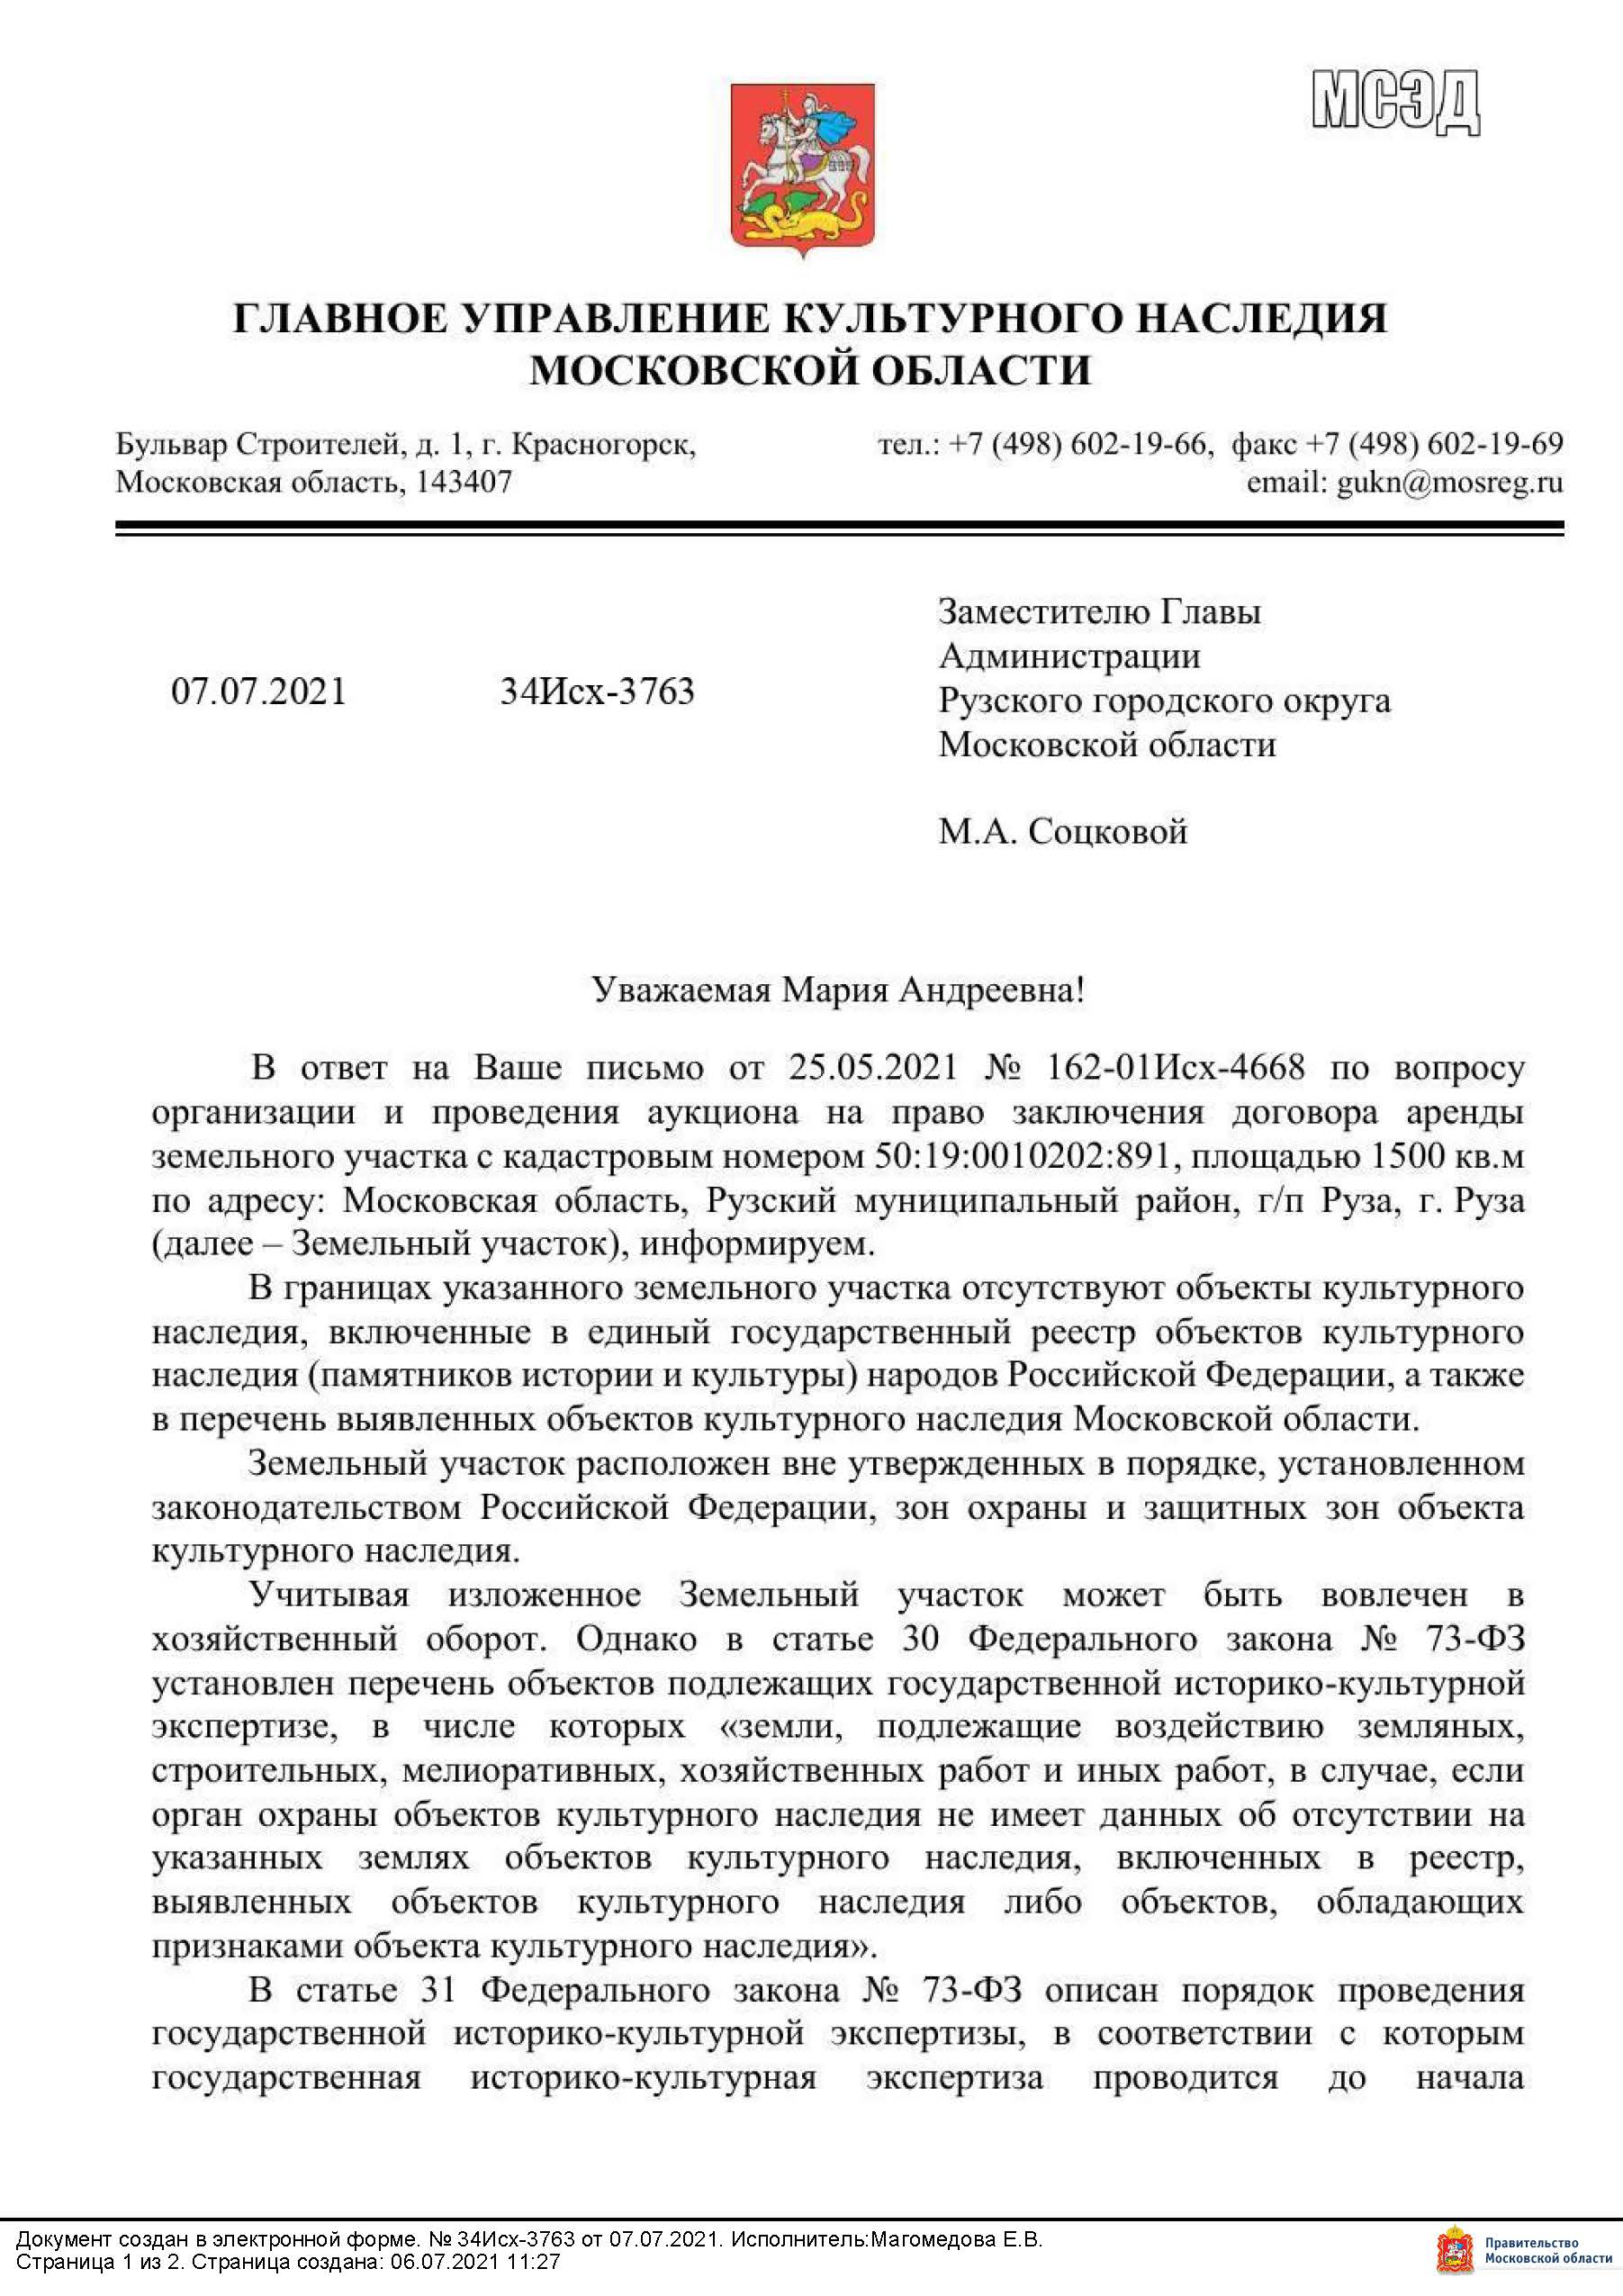 МСЭД
ГЛАВНОЕ УПРАВЛЕНИЕ КУЛЬТУРНОГО НАСЛЕДИЯ
МОСКОВСКОЙ ОБЛАСТИ
Бульвар Строителей, д. 1, г. Красногорск,
Московская область, 143407
тел.: +7 (498) 602-19-66, факс +7 (498) 602-19-69
email: gukn@mosreg.ru
Заместителю Главы
Администрации
Рузского городского округа
Московской области
07.07.2021 34Исх-3763
М.А. Соцковой
Уважаемая Мария Андреевна!
В ответ на Ваше письмо от 25.05.2021 № 162-01Исх-4668 по вопросу
организации и проведения аукциона на право заключения договора аренды
земельного участка с кадастровым номером 50:19:0010202:891, площадью 1500 кв.м
по адресу: Московская область, Рузский муниципальный район, г/п Руза, г. Руза
(далее – Земельный участок), информируем.
В границах указанного земельного участка отсутствуют объекты культурного
наследия, включенные в единый государственный реестр объектов культурного
наследия (памятников истории и культуры) народов Российской Федерации, а также
в перечень выявленных объектов культурного наследия Московской области.
Земельный участок расположен вне утвержденных в порядке, установленном
законодательством Российской Федерации, зон охраны и защитных зон объекта
культурного наследия.
Учитывая изложенное Земельный участок может быть вовлечен в
хозяйственный оборот. Однако в статье 30 Федерального закона № 73-ФЗ
установлен перечень объектов подлежащих государственной историко-культурной
экспертизе, в числе которых «земли, подлежащие воздействию земляных,
строительных, мелиоративных, хозяйственных работ и иных работ, в случае, если
орган охраны объектов культурного наследия не имеет данных об отсутствии на
указанных землях объектов культурного наследия, включенных в реестр,
выявленных объектов культурного наследия либо объектов, обладающих
признаками объекта культурного наследия».
В статье 31 Федерального закона № 73-ФЗ описан порядок проведения
государственной историко-культурной экспертизы, в соответствии с которым
государственная историко-культурная экспертиза проводится до начала
Документ создан в электронной форме. № 34Исх-3763 от 07.07.2021. Исполнитель:Магомедова Е.В.
Страница 1 из 2. Страница создана: 06.07.2021 11:27
Правительство
Московской области